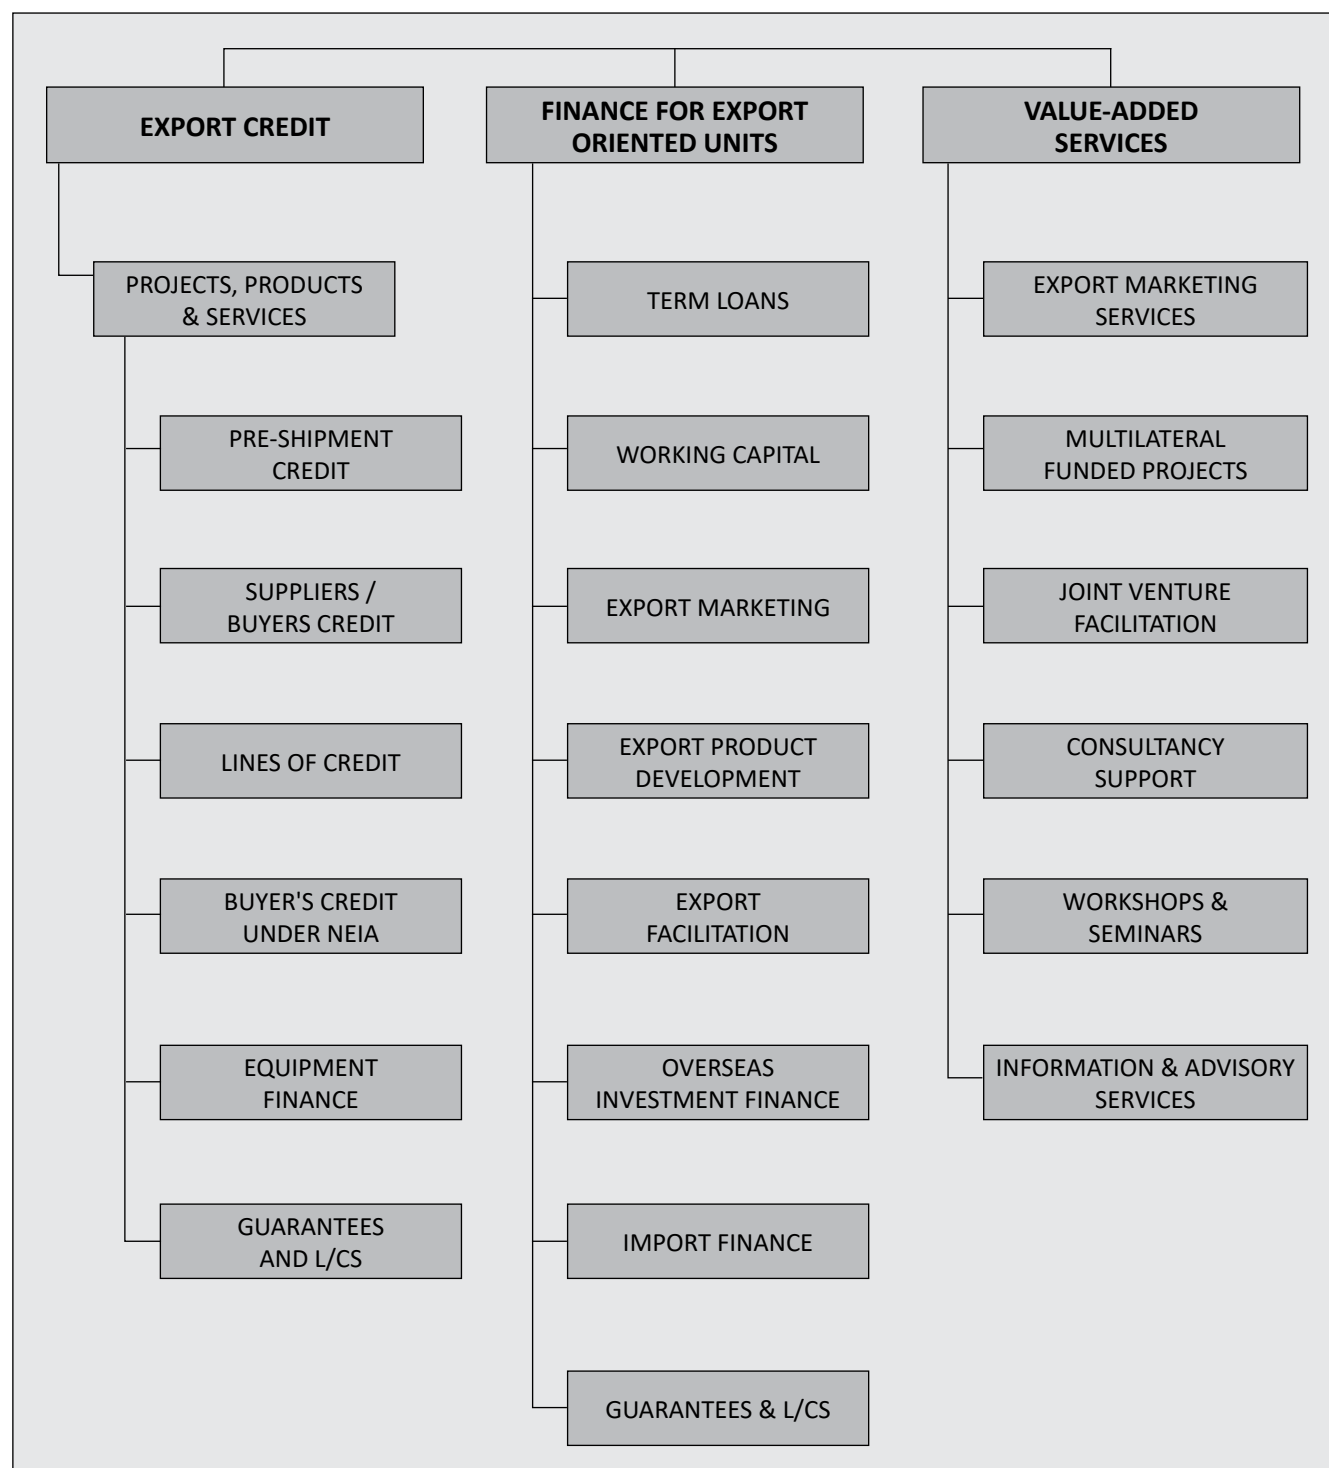 EXPORT CREDIT
PROJECTS, PRODUCTS
& SERVICES
PRE-SHIPMENT
CREDIT
SUPPLIERS /
BUYERS CREDIT
LINES OF CREDIT
BUYER'S CREDIT
UNDER NEIA
EQUIPMENT
FINANCE
GUARANTEES
AND L/CS
FINANCE FOR EXPORT
ORIENTED UNITS
TERM LOANS
WORKING CAPITAL
EXPORT MARKETING
EXPORT PRODUCT
DEVELOPMENT
EXPORT
FACILITATION
OVERSEAS
INVESTMENT FINANCE
IMPORT FINANCE
GUARANTEES & L/CS
VALUE-ADDED
SERVICES
EXPORT MARKETING
SERVICES
MULTILATERAL
FUNDED PROJECTS
JOINT VENTURE
FACILITATION
CONSULTANCY
SUPPORT
WORKSHOPS &
SEMINARS
INFORMATION & ADVISORY
SERVICES